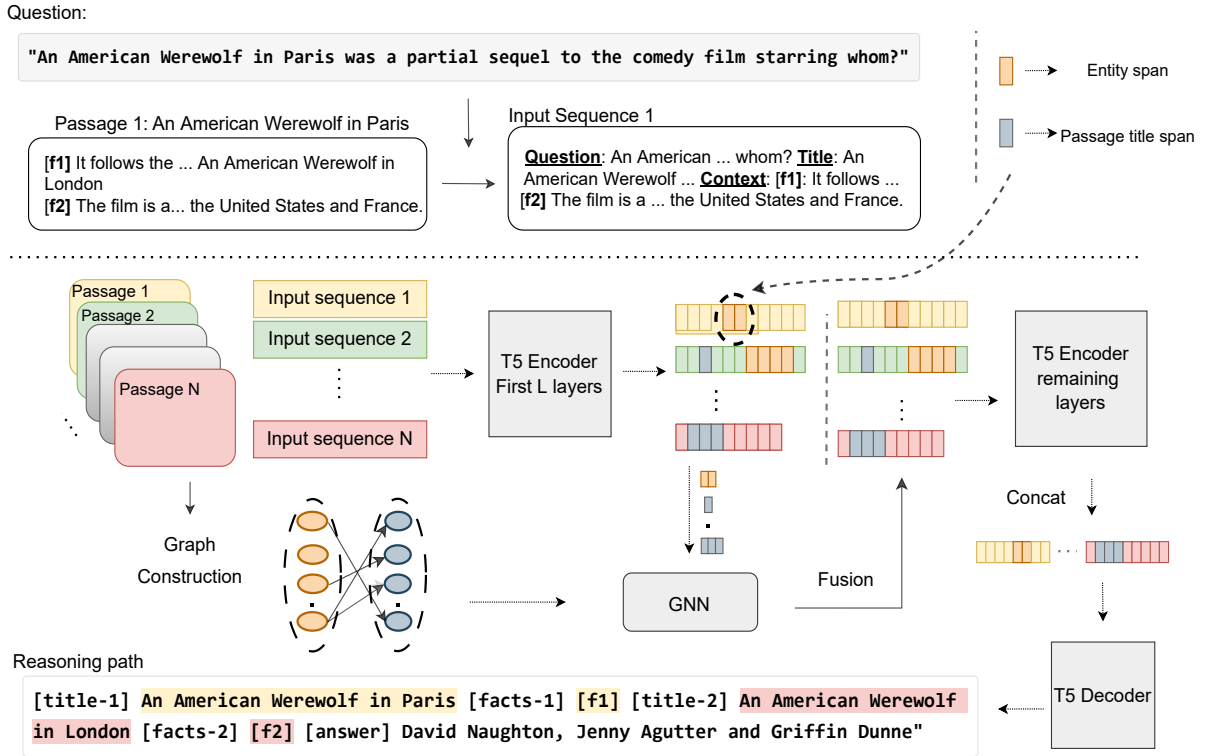 Question:
"An American Werewolf in Paris was a partial sequel to the comedy film starring whom?"
Entity span
Passage title span
Passage 1: An American Werewolf in Paris
[f1] It follows the ... An American Werewolf in
London
[f2] The film is a... the United States and France.
Input Sequence 1
Question: An American ... whom? Title: An
American Werewolf ... Context: [f1]: It follows ...
[f2] The film is a ... the United States and France.
Passage 1
Passage 2
Passage N
Input sequence 1
Input sequence 2
Input sequence N
T5 Encoder
First L layers
T5 Encoder
remaining
layers
Graph
Construction
GNN
Fusion
Concat
T5 Decoder
Reasoning path
[title-1] An American Werewolf in Paris [facts-1] [f1] [title-2] An American Werewolf
in London [facts-2] [f2] [answer] David Naughton, Jenny Agutter and Griffin Dunne"